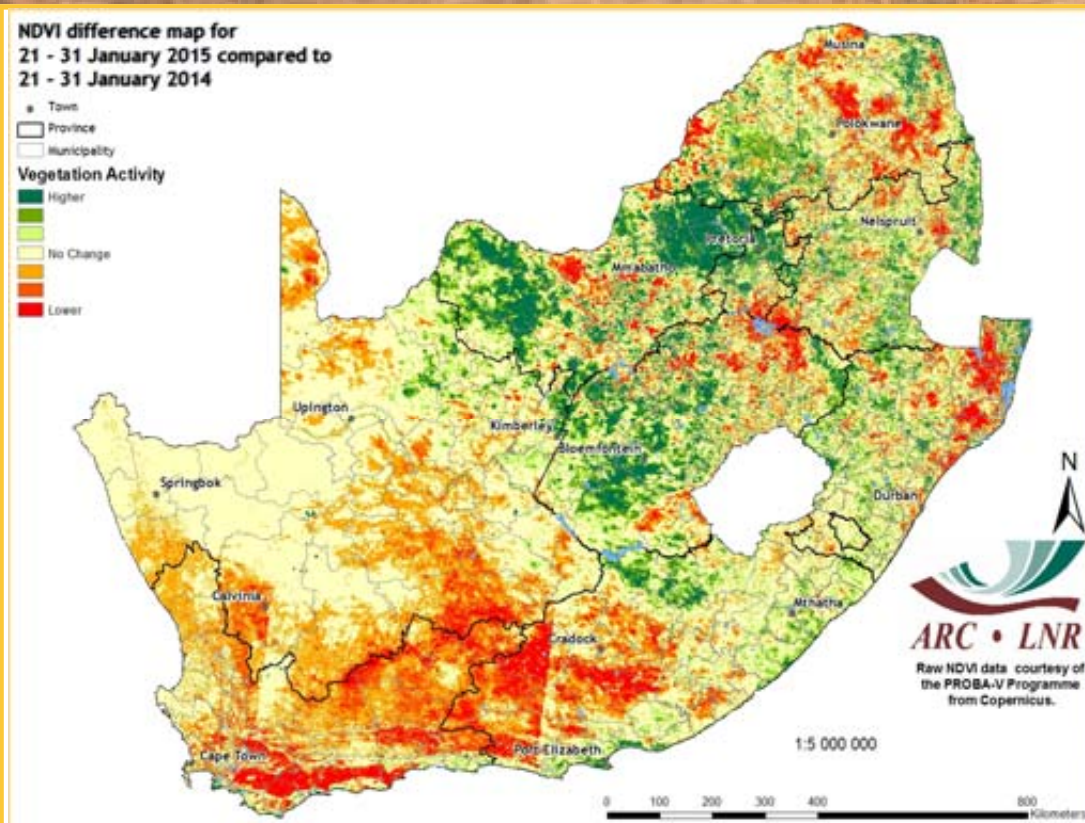 NDVI difference map for
21 - 31 January 2015 compared to
21 - 31 January 2014
Town
Province
Municipality
Vegetation Activity
Higher
No Change
Lower
Musina
Polokwane
Nelspruit
Pretoria
Mmabatho
Upington
Kimberley
Bloemfontein
Springbok
Durban
N
Calvinia
Mthatha
Cradock
ARC • LNR
Raw NDVI data courtesy of
the PROBA-V Programme
from Copernicus.
Cape Town
Port Elizabeth
1:5 000 000
0 100 200 300 400 800
Kilometers